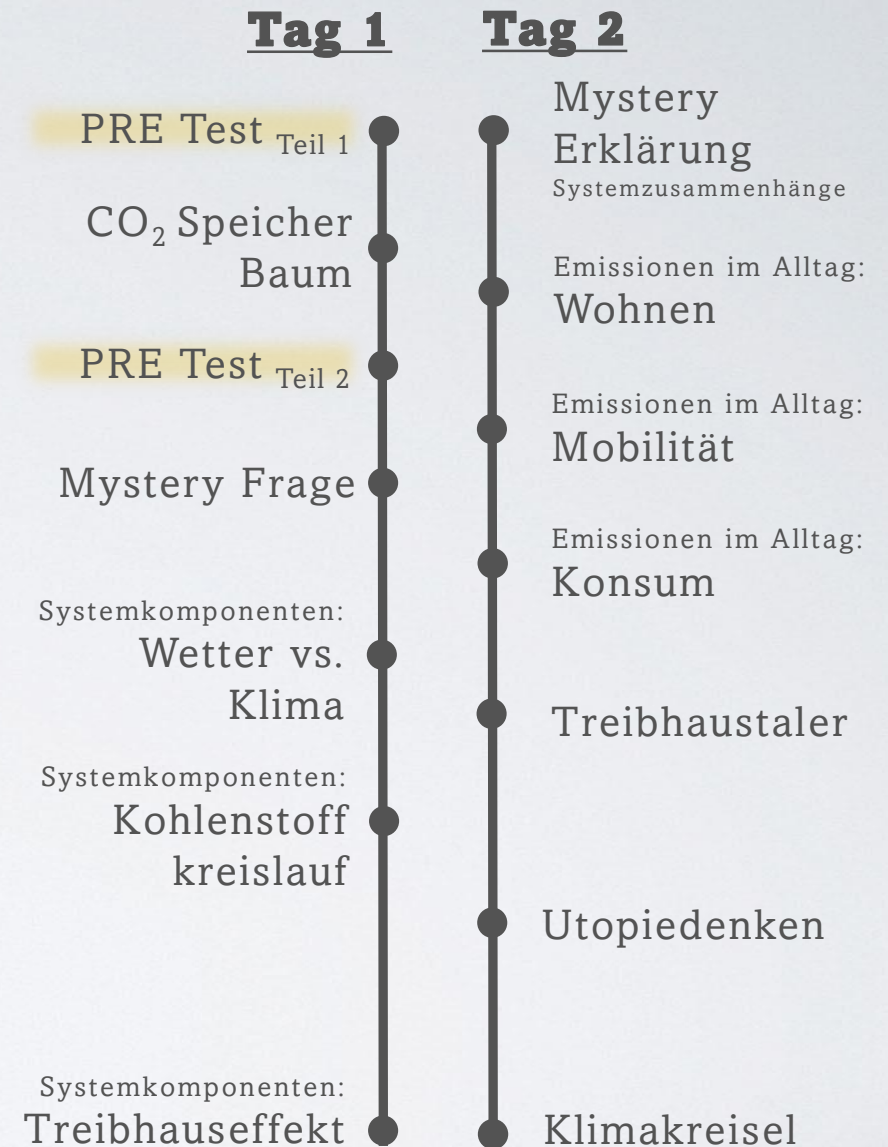 Tag 1
PRE Test Teil 1
CO₂ Speicher
Baum
PRE Test Teil 2
Mystery Frage
Systemkomponenten:
Wetter vs.
Klima
Systemkomponenten:
Kohlenstoff
kreislauf
Systemkomponenten:
Treibhauseffekt
Tag 2
Mystery
Erklärung
Systemzusammenhänge
Emissionen im Alltag:
Wohnen
Emissionen im Alltag:
Mobilität
Emissionen im Alltag:
Konsum
Treibhaustaler
Utopiedenken
Klimakreisel